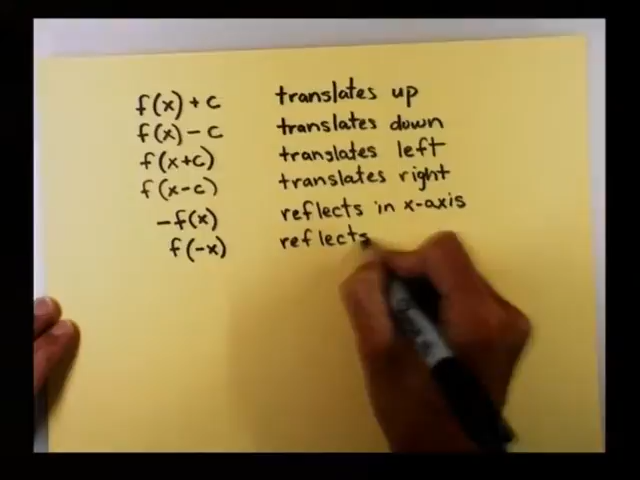 f(x)+c translates up
f(x)-c translates down
f(x+c) translates left
f(x-c) translates right
-f(x) reflects in x-axis
f(-x) reflects